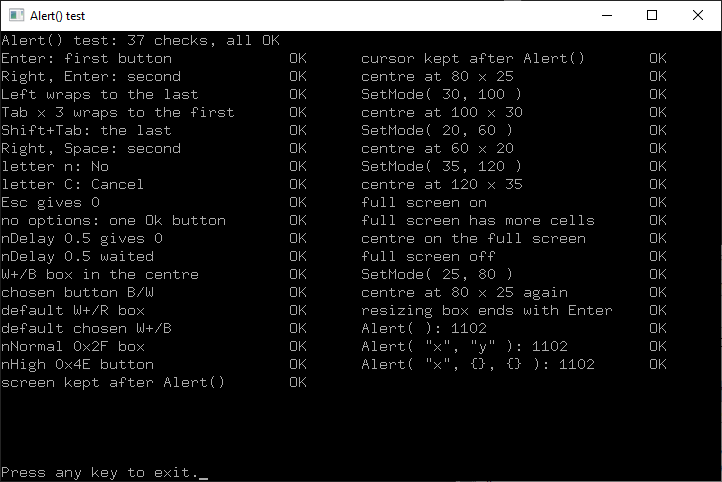 Alert() test
Alert() test: 37 checks, all OK
Enter: first button OK cursor kept after Alert() OK
Right, Enter: second OK centre at 80 x 25 OK
Left wraps to the last OK SetMode( 30, 100 ) OK
Tab x 3 wraps to the first OK centre at 100 x 30 OK
Shift+Tab: the last OK SetMode( 20, 60 ) OK
Right, Space: second OK centre at 60 x 20 OK
letter n: No OK SetMode( 35, 120 ) OK
letter C: Cancel OK centre at 120 x 35 OK
Esc gives 0 OK full screen on OK
no options: one Ok button OK full screen has more cells OK
nDelay 0.5 gives 0 OK centre on the full screen OK
nDelay 0.5 waited OK full screen off OK
W+/B box in the centre OK SetMode( 25, 80 ) OK
chosen button B/W OK centre at 80 x 25 again OK
default W+/R box OK resizing box ends with Enter OK
default chosen W+/B OK Alert( ): 1102 OK
nNormal 0x2F box OK Alert( "x", "y" ): 1102 OK
nHigh 0x4E button OK Alert( "x", {}, {} ): 1102 OK
screen kept after Alert() OK
Press any key to exit._